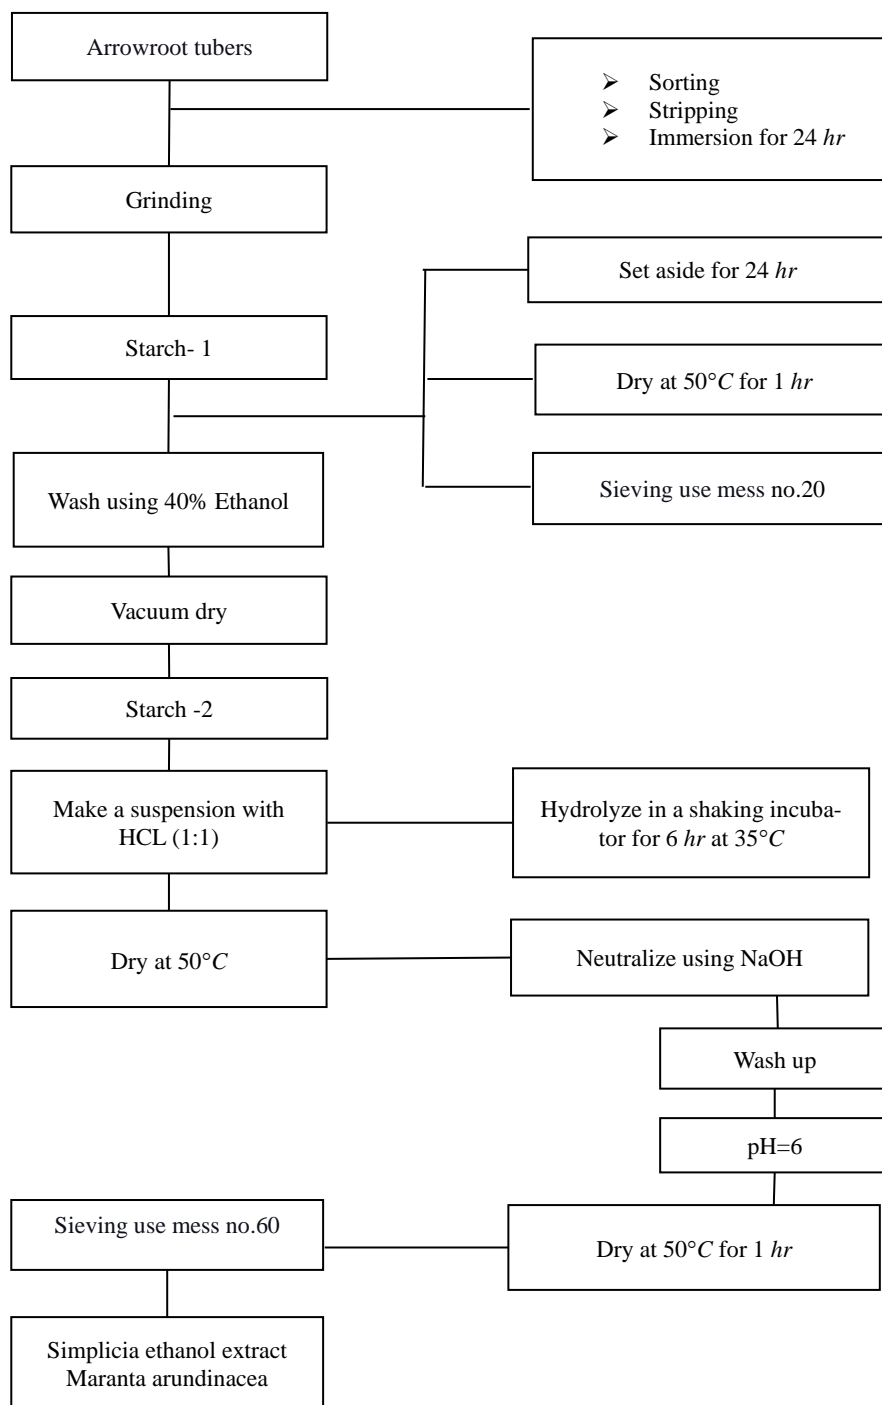 Arrowroot tubers
➢ Sorting
➢ Stripping
➢ Immersion for 24 hr
Grinding
Set aside for 24 hr
Starch- 1
Dry at 50°C for 1 hr
Wash using 40% Ethanol
Sieving use mess no.20
Vacuum dry
Starch -2
Make a suspension with
HCL (1:1)
Hydrolyze in a shaking incuba-
tor for 6 hr at 35°C
Dry at 50°C
Neutralize using NaOH
Wash up
pH=6
Dry at 50°C for 1 hr
Sieving use mess no.60
Simplicia ethanol extract
Maranta arundinacea